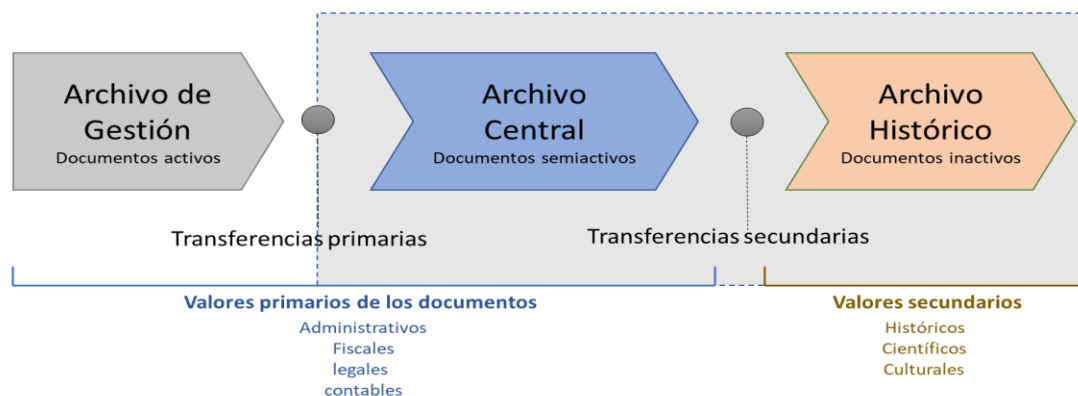 Archivo de
Gestión
Documentos activos
Archivo
Central
Documentos semiactivos
Archivo
Histórico
Documentos inactivos
Transferencias primarias
Transferencias secundarias
Valores primarios de los documentos
Administrativos
Fiscales
legales
contables
Valores secundarios
Históricos
Científicos
Culturales